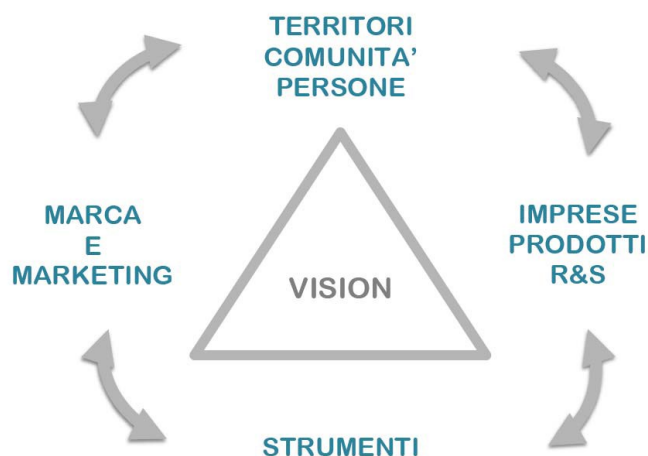 TERRITORI
COMUNITA'
PERSONE
MARCA
E
MARKETING
IMPRESE
PRODOTTI
R&S
VISION
STRUMENTI